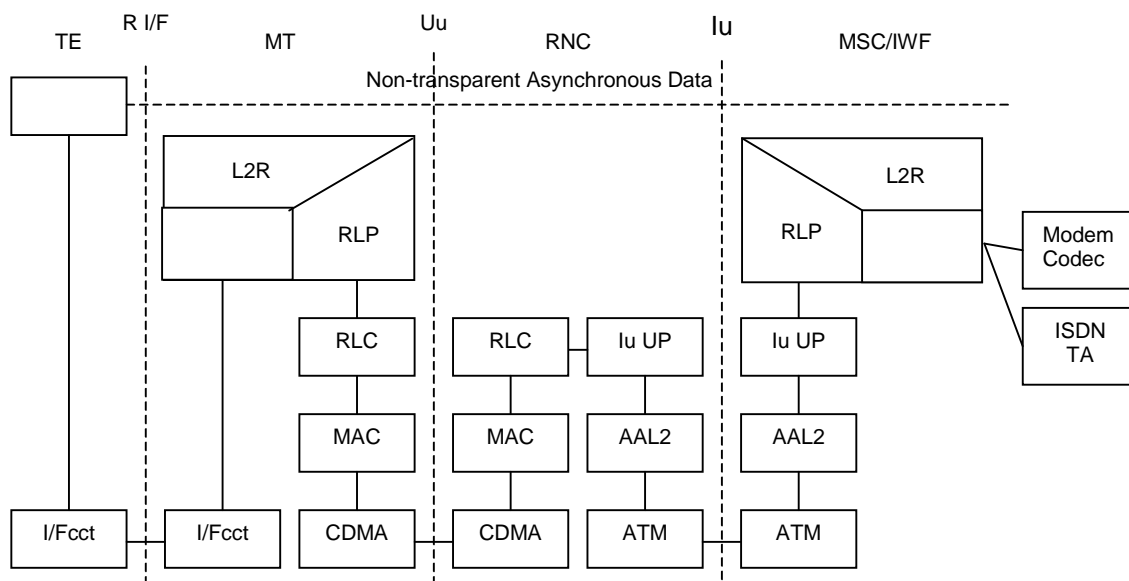 R I/F Uu Iu
TE MT RNC MSC/IWF
Non-transparent Asynchronous Data
L2R L2R
RLP RLP
Modem
Codec
RLC RLC Iu UP Iu UP
ISDN
TA
MAC MAC AAL2 AAL2
I/Fcct I/Fcct CDMA CDMA ATM ATM